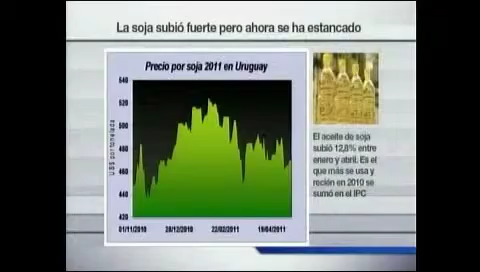 La soja subió fuerte pero ahora se ha estancado
Precio por soja 2011 en Uruguay
540
520
500
480
460
440
420
US$ por tonelada
01/11/2010
28/12/2010
22/02/2011
19/04/2011
El aceite de soja
subió 12,8% entre
enero y abril. Es el
que más se usa y
recién en 2010 se
sumó en el IPC